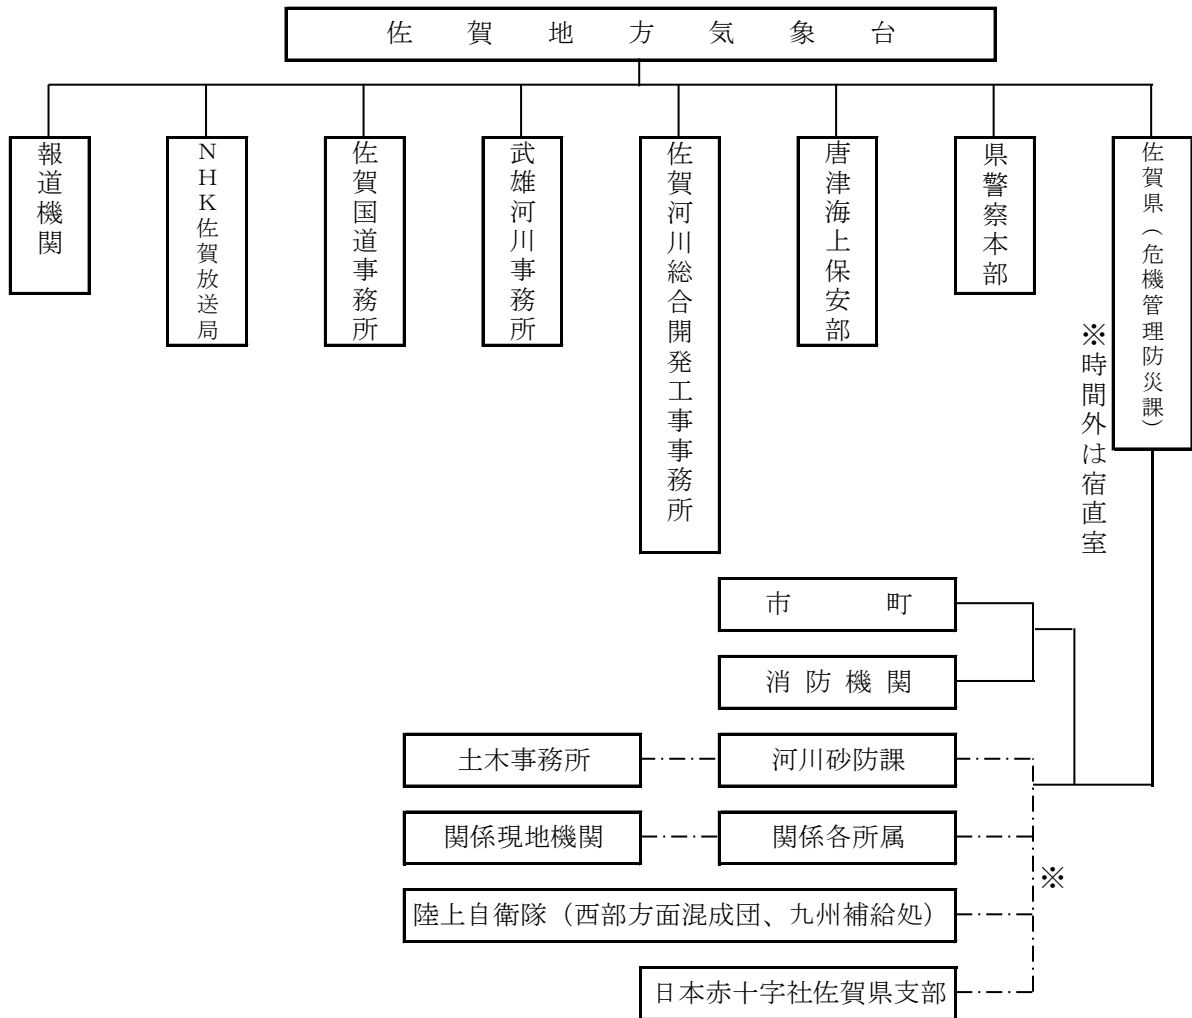 佐賀地方気象台
報道機関
ＮＨＫ佐賀放送局
佐賀国道事務所
武雄河川事務所
佐賀河川総合開発工事事務所
唐津海上保安部
県警察本部
佐賀県（危機管理防災課）
※時間外は宿直室
市町
消防機関
土木事務所
河川砂防課
関係現地機関
関係各所属
※
陸上自衛隊（西部方面混成団、九州補給処）
日本赤十字社佐賀県支部